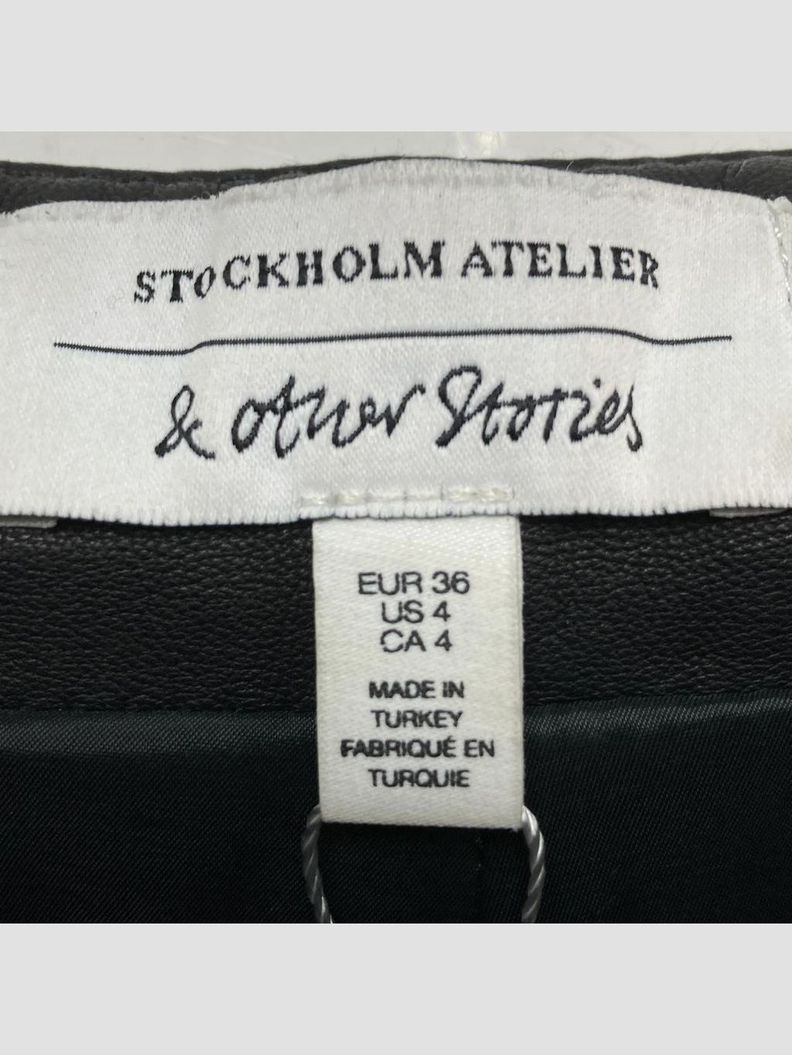 STOCKHOLM ATELIER
& other Stories
EUR 36
US 4
CA 4
MADE IN
TURKEY
FABRIQUÉ EN
TURQUIE